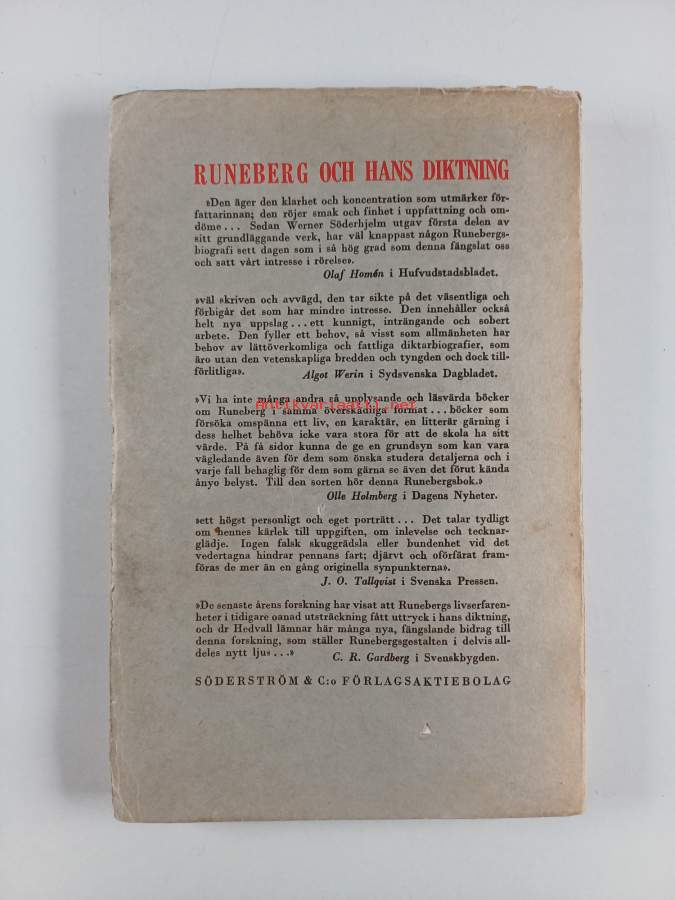 RUNEBERG OCH HANS DIKTNING
»Den äger den klarhet och koncentration som utmärker för-
fattarinnan; den röjer smak och finhet i uppfattning och om-
döme... Sedan Werner Söderhjelm utgav första delen av
sitt grundläggande verk, har väl knappast någon Runebergs-
biografi sett dagen som i så hög grad som denna fängslat oss
och satt vårt intresse i rörelse».
Olaf Homén i Hufvudstadsbladet.
»väl skriven och avvägd, den tar sikte på det väsentliga och
förbigår det som har mindre intresse. Den innehåller också
helt nya uppslag... ett kunnigt, inträngande och sobert
arbete. Den fyller ett behov, så visst som allmänheten har
behov av lättöverkomliga och fattliga diktarbiografier, som
äro utan den vetenskapliga bredden och tyngden och dock till-
förlitliga».
Algot Werin i Sydsvenska Dagbladet.
»Vi ha inte många andra så upplysande och läsvärda böcker
antikvariaatti.net
om Runeberg i samma överskådliga format... böcker som
försöka omspänna ett liv, en karaktär, en litterär gärning i
dess helhet behöva icke vara stora för att de skola ha sitt
värde. På få sidor kunna de ge en grundsyn som kan vara
vägledande även för dem som önska studera detaljerna och i
varje fall behaglig för dem som gärna se även det förut kända
ånyo belyst. Till den sorten hör denna Runebergsbok.»
Olle Holmberg i Dagens Nyheter.
»ett högst personligt och eget porträtt... Det talar tydligt
om hennes kärlek till uppgiften, om inlevelse och tecknar-
glädje. Ingen falsk skuggrädsla eller bundenhet vid det
vedertagna hindrar pennans fart; djärvt och oförfärat fram-
föras de mer än en gång originella synpunkterna».
J. O. Tallqvist i Svenska Pressen.
»De senaste årens forskning har visat att Runebergs livserfaren-
heter i tidigare oanad utsträckning fått uttryck i hans diktning,
och dr Hedvall lämnar här många nya, fängslande bidrag till
denna forskning, som ställer Runebergsgestalten i delvis all-
deles nytt ljus...»
C. R. Gardberg i Svenskbygden.
SÖDERSTRÖM & C:o FÖRLAGSAKTIEBOLAG